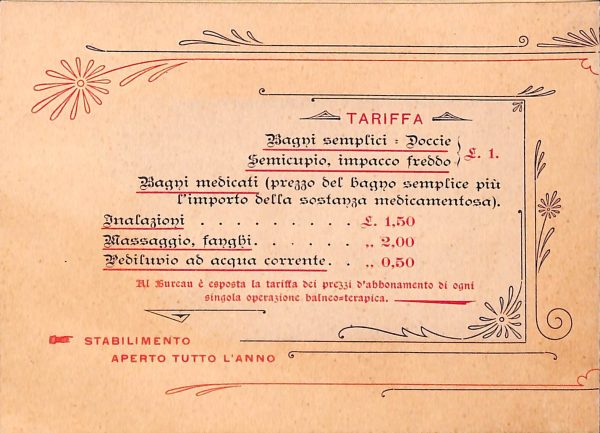 TARIFFA
Bagni semplici - Doccie
Semicupio, impacco freddo } £. 1.
Bagni medicati (prezzo del bagno semplice più
l'importo della sostanza medicamentosa).
Inalazioni . . . . . . . . . . £. 1,50
Massaggio, fanghi . . . . . . „ 2,00
Pediluvio ad acqua corrente . . „ 0,50
Al Bureau è esposta la tariffa dei prezzi d'abbonamento di ogni
singola operazione balneo-terapica.
STABILIMENTO
APERTO TUTTO L'ANNO